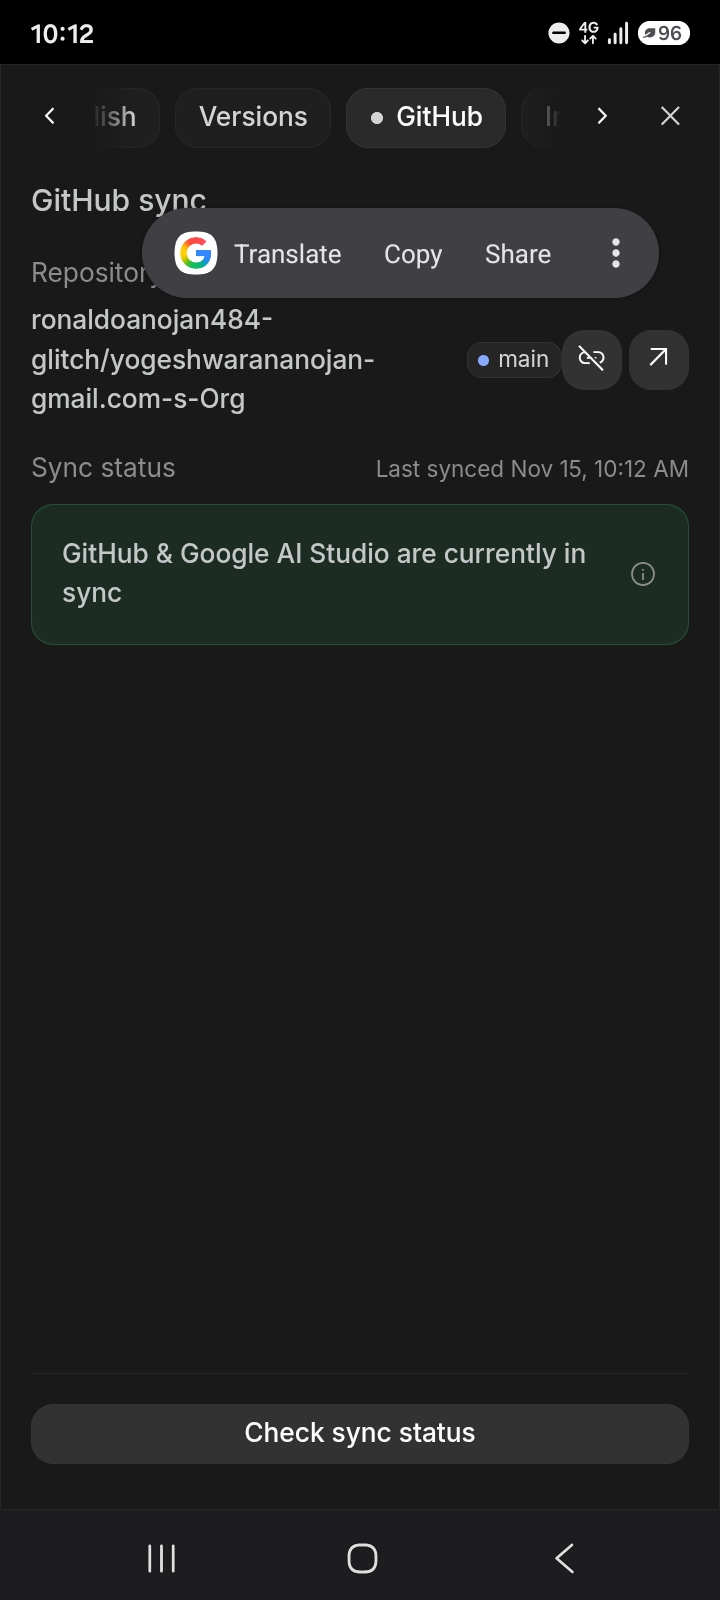 10:12
4G
96
lish
Versions
GitHub
GitHub sync
Translate
Copy
Share
Repository
ronaldoanojan484-
glitch/yogeshwarananojan-
gmail.com-s-Org
main
Sync status
Last synced Nov 15, 10:12 AM
GitHub & Google AI Studio are currently in
sync
Check sync status